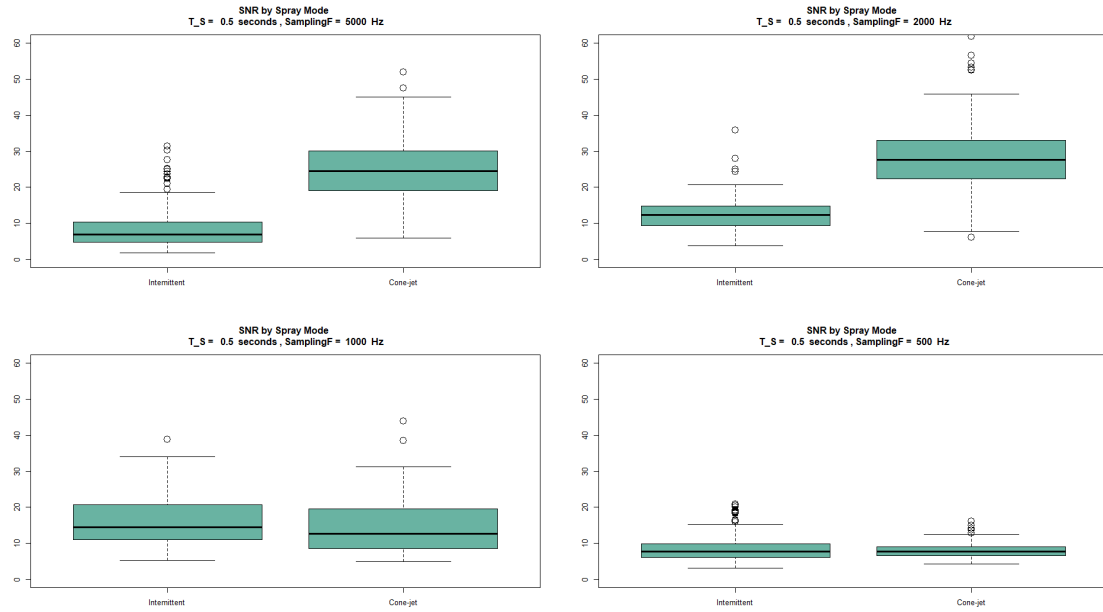 SNR by Spray Mode
T_S = 0.5 seconds , SamplingF = 5000 Hz
60
50
40
30
20
10
0
Intemittent Cone-jet
SNR by Spray Mode
T_S = 0.5 seconds , SamplingF = 2000 Hz
60
50
40
30
20
10
0
Intemittent Cone-jet
SNR by Spray Mode
T_S = 0.5 seconds , SamplingF = 1000 Hz
60
50
40
30
20
10
0
Intemittent Cone-jet
SNR by Spray Mode
T_S = 0.5 seconds , SamplingF = 500 Hz
60
50
40
30
20
10
0
Intemittent Cone-jet